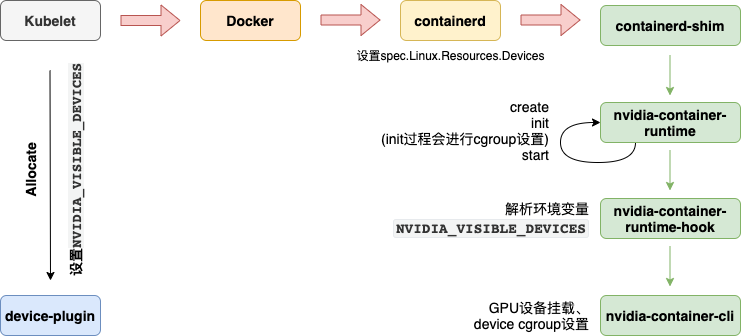 Kubelet
Docker
containerd
containerd-shim
设置spec.Linux.Resources.Devices
Allocate
设置NVIDIA_VISIBLE_DEVICES
create
init
(init过程会进行cgroup设置)
start
nvidia-container-
runtime
解析环境变量
NVIDIA_VISIBLE_DEVICES
nvidia-container-
runtime-hook
device-plugin
GPU设备挂载、
device cgroup设置
nvidia-container-cli